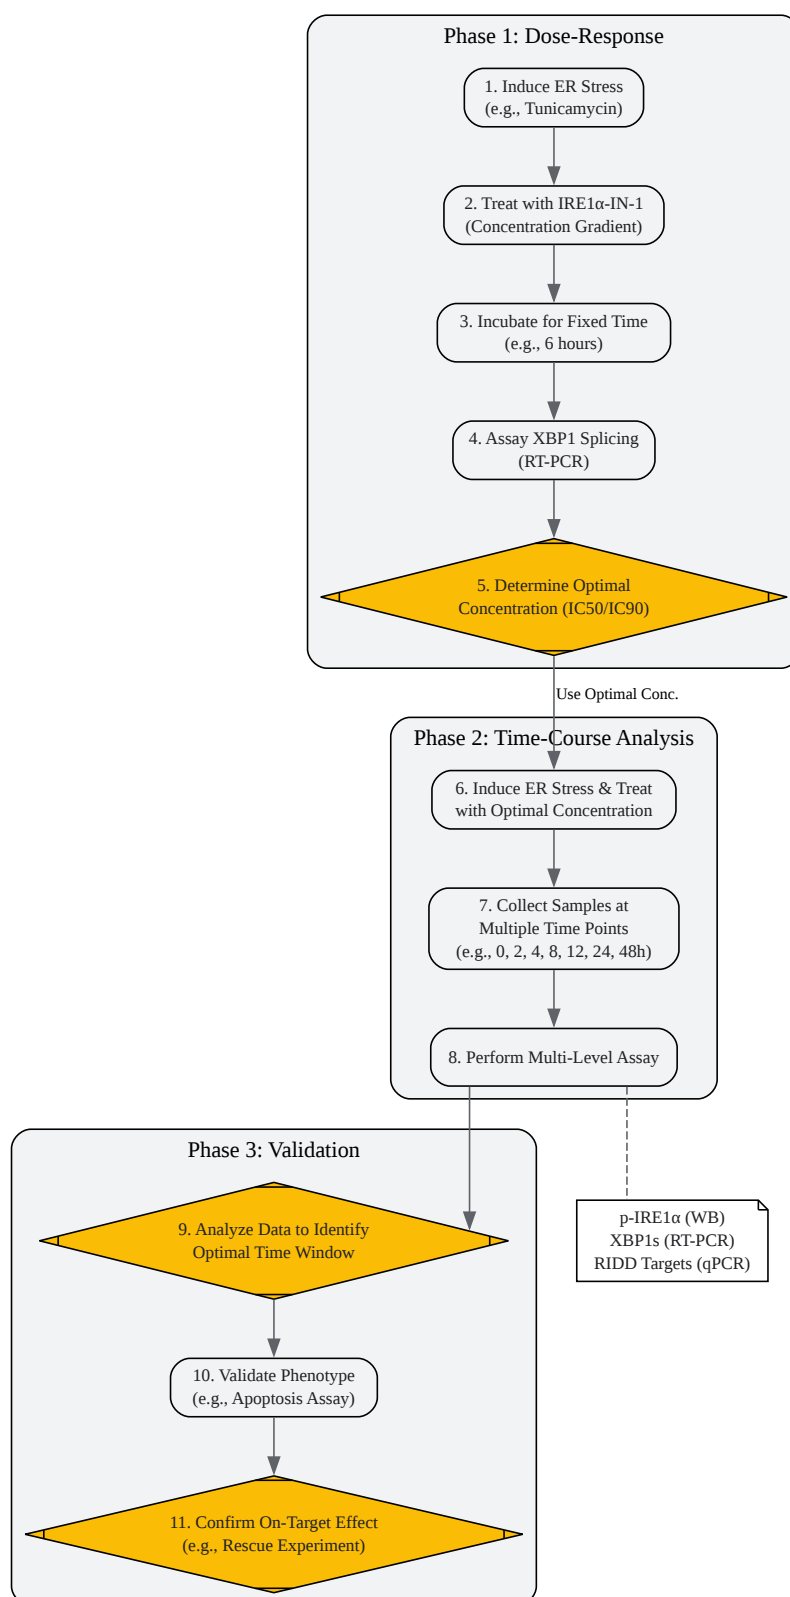 Phase 1: Dose-Response
1. Induce ER Stress
(e.g., Tunicamycin)
2. Treat with IRE1α-IN-1
(Concentration Gradient)
3. Incubate for Fixed Time
(e.g., 6 hours)
4. Assay XBP1 Splicing
(RT-PCR)
5. Determine Optimal
Concentration (IC50/IC90)
Use Optimal Conc.
Phase 2: Time-Course Analysis
6. Induce ER Stress & Treat
with Optimal Concentration
7. Collect Samples at
Multiple Time Points
(e.g., 0, 2, 4, 8, 12, 24, 48h)
8. Perform Multi-Level Assay
Phase 3: Validation
9. Analyze Data to Identify
Optimal Time Window
p-IRE1α (WB)
XBP1s (RT-PCR)
RIDD Targets (qPCR)
10. Validate Phenotype
(e.g., Apoptosis Assay)
11. Confirm On-Target Effect
(e.g., Rescue Experiment)